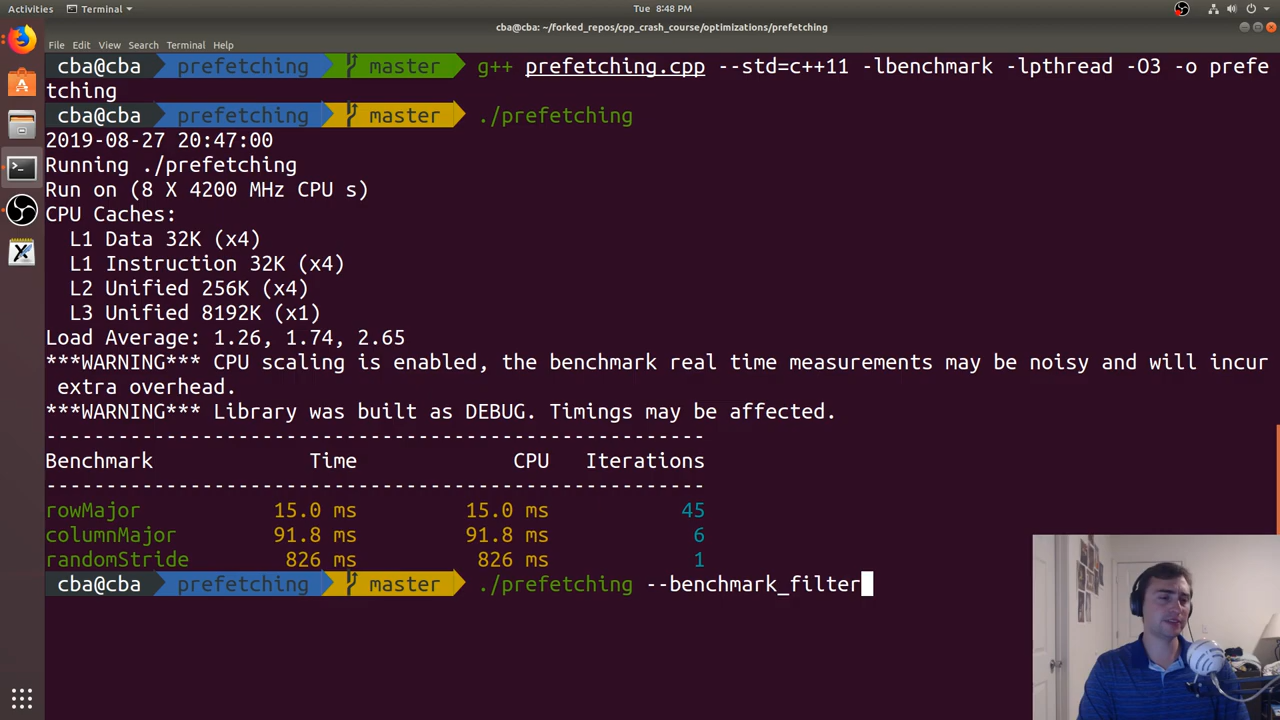 Activities Terminal Tue 8:48 PM
cba@cba: ~/forked_repos/cpp_crash_course/optimizations/prefetching
File Edit View Search Terminal Help
cba@cba prefetching master g++ prefetching.cpp --std=c++11 -lbenchmark -lpthread -O3 -o prefe
tching
cba@cba prefetching master ./prefetching
2019-08-27 20:47:00
Running ./prefetching
Run on (8 X 4200 MHz CPU s)
CPU Caches:
L1 Data 32K (x4)
L1 Instruction 32K (x4)
L2 Unified 256K (x4)
L3 Unified 8192K (x1)
Load Average: 1.26, 1.74, 2.65
***WARNING*** CPU scaling is enabled, the benchmark real time measurements may be noisy and will incur
extra overhead.
***WARNING*** Library was built as DEBUG. Timings may be affected.
-------------------------------------------------------
Benchmark Time CPU Iterations
-------------------------------------------------------
rowMajor 15.0 ms 15.0 ms 45
columnMajor 91.8 ms 91.8 ms 6
randomStride 826 ms 826 ms 1
cba@cba prefetching master ./prefetching --benchmark_filter